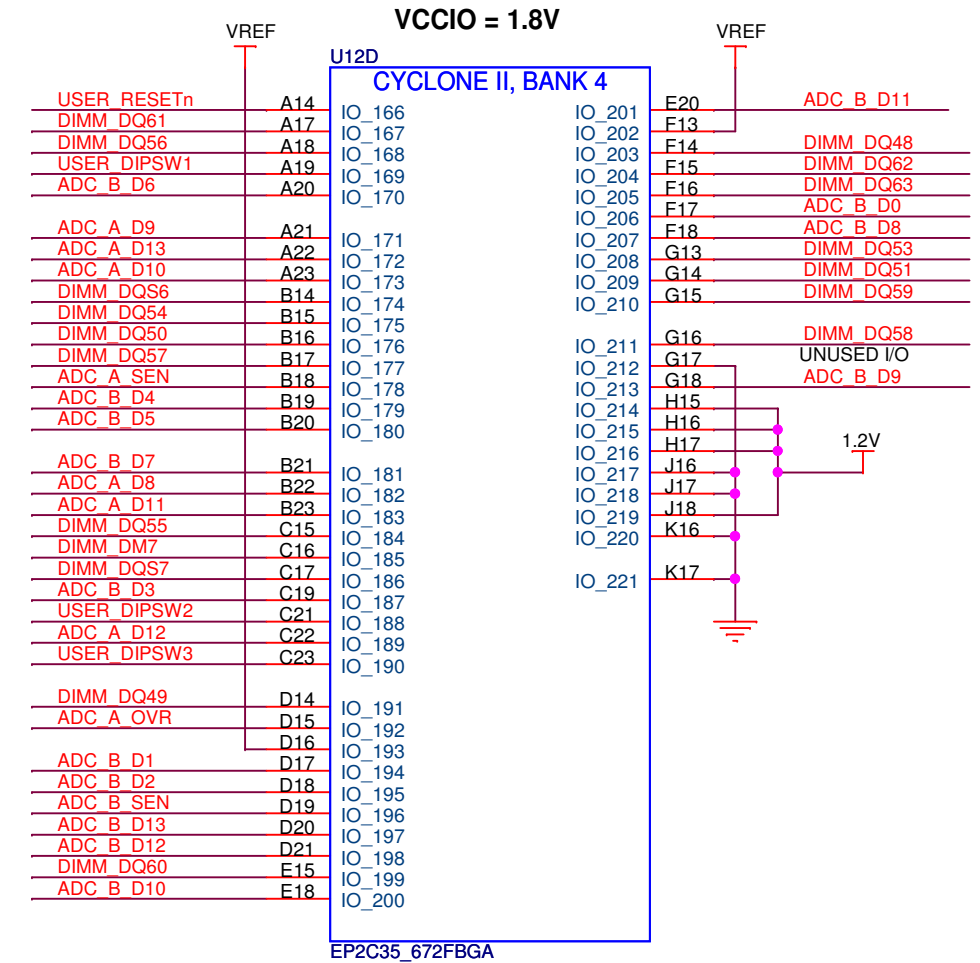 VCCIO = 1.8V
VREF VREF
U12D
CYCLONE II, BANK 4
USER_RESETn A14 IO_166
DIMM_DQ61 A17 IO_167
DIMM_DQ56 A18 IO_168
USER_DIPSW1 A19 IO_169
ADC_B_D6 A20 IO_170
ADC_A_D9 A21 IO_171
ADC_A_D13 A22 IO_172
ADC_A_D10 A23 IO_173
DIMM_DQS6 B14 IO_174
DIMM_DQ54 B15 IO_175
DIMM_DQ50 B16 IO_176
DIMM_DQ57 B17 IO_177
ADC_A_SEN B18 IO_178
ADC_B_D4 B19 IO_179
ADC_B_D5 B20 IO_180
ADC_B_D7 B21 IO_181
ADC_A_D8 B22 IO_182
ADC_A_D11 B23 IO_183
DIMM_DQ55 C15 IO_184
DIMM_DM7 C16 IO_185
DIMM_DQS7 C17 IO_186
ADC_B_D3 C19 IO_187
USER_DIPSW2 C21 IO_188
ADC_A_D12 C22 IO_189
USER_DIPSW3 C23 IO_190
DIMM_DQ49 D14 IO_191
ADC_A_OVR D15 IO_192
D16 IO_193
ADC_B_D1 D17 IO_194
ADC_B_D2 D18 IO_195
ADC_B_SEN D19 IO_196
ADC_B_D13 D20 IO_197
ADC_B_D12 D21 IO_198
DIMM_DQ60 E15 IO_199
ADC_B_D10 E18 IO_200
IO_201 E20 ADC_B_D11
IO_202 F13
IO_203 F14 DIMM_DQ48
IO_204 F15 DIMM_DQ62
IO_205 F16 DIMM_DQ63
IO_206 F17 ADC_B_D0
IO_207 F18 ADC_B_D8
IO_208 G13 DIMM_DQ53
IO_209 G14 DIMM_DQ51
IO_210 G15 DIMM_DQ59
IO_211 G16 DIMM_DQ58
IO_212 G17 UNUSED I/O
IO_213 G18 ADC_B_D9
IO_214 H15
IO_215 H16
IO_216 H17
1.2V
IO_217 J16
IO_218 J17
IO_219 J18
IO_220 K16
IO_221 K17
EP2C35_672FBGA